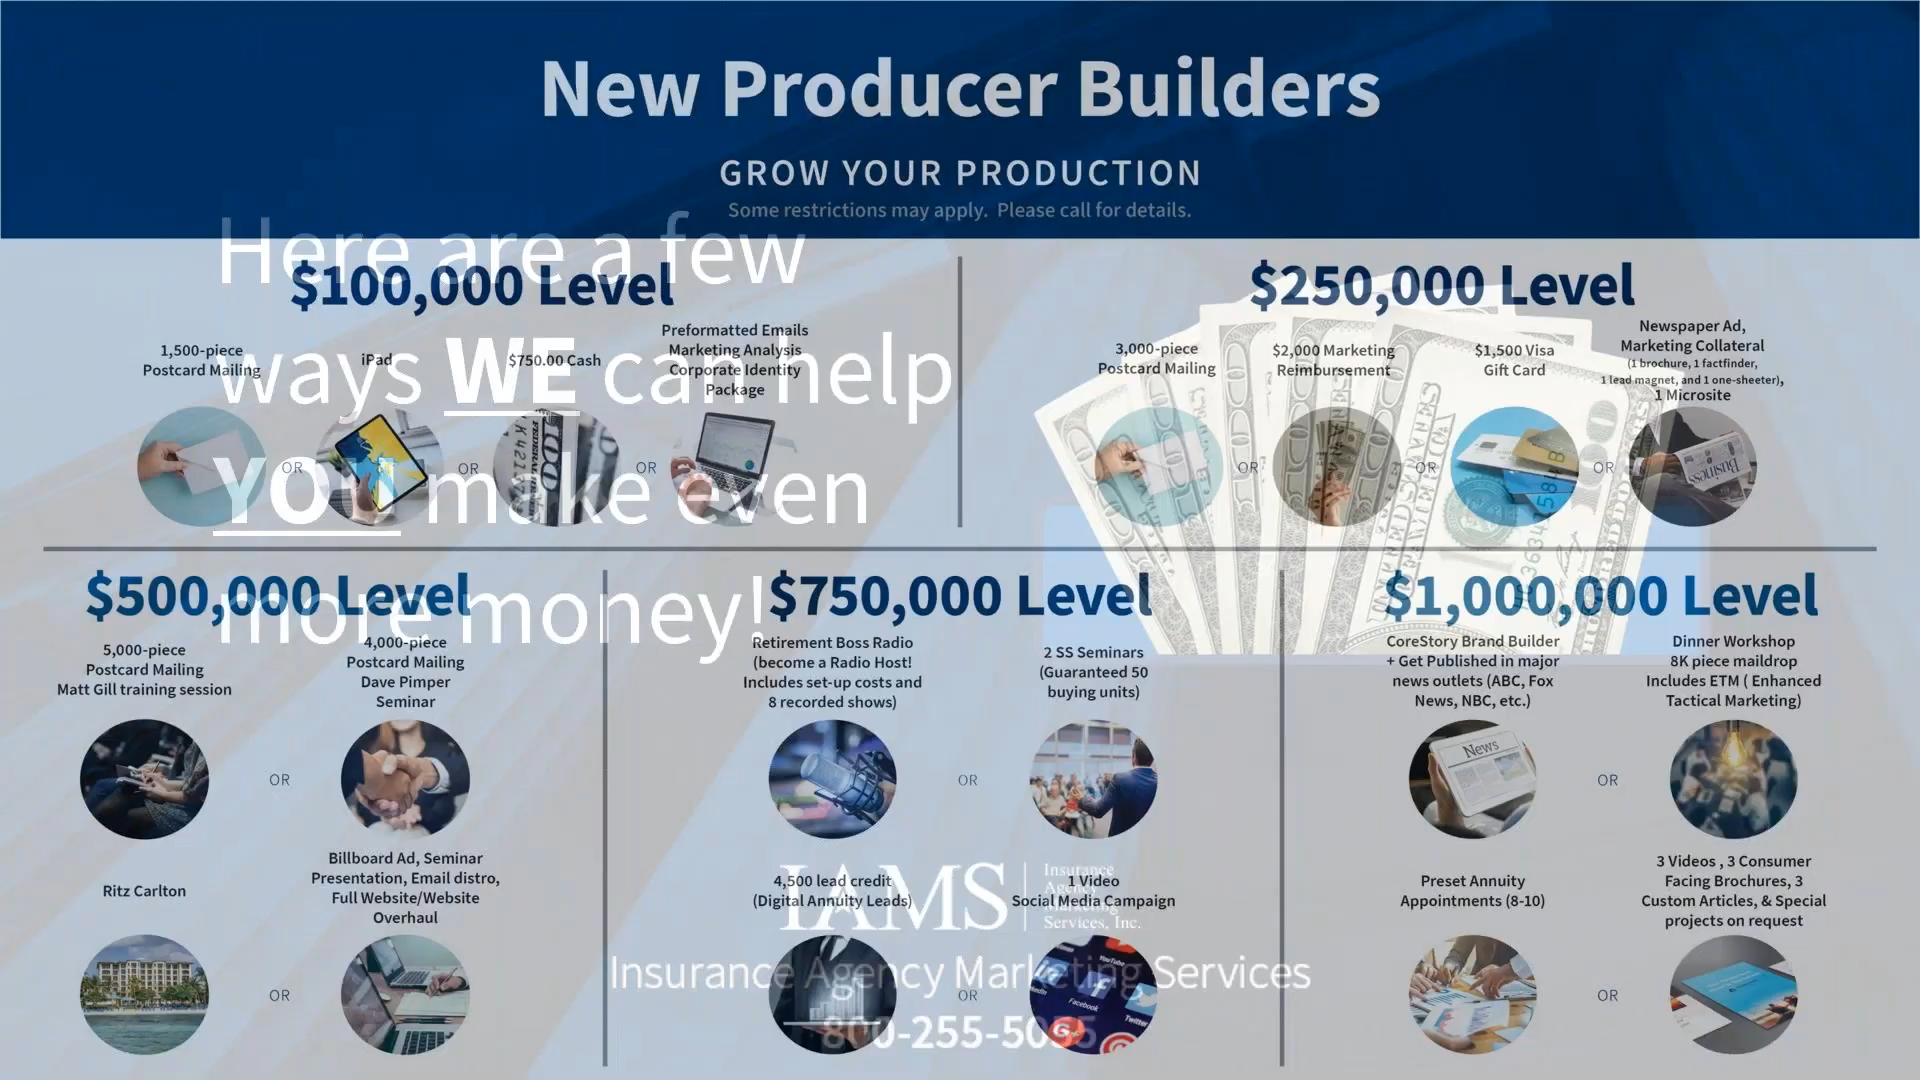 New Producer Builders
GROW YOUR PRODUCTION
Some restrictions may apply. Please call for details.
Here are a few
ways WE can help
YOU make even
more money!
$100,000 Level
1,500-piece
Postcard Mailing
iPad
$750.00 Cash
Preformatted Emails
Marketing Analysis
Corporate Identity
Package
OR
OR
OR
$250,000 Level
3,000-piece
Postcard Mailing
$2,000 Marketing
Reimbursement
$1,500 Visa
Gift Card
Newspaper Ad,
Marketing Collateral
(1 brochure, 1 factfinder,
1 lead magnet, and 1 one-sheeter),
1 Microsite
OR
OR
OR
Business
$500,000 Level
5,000-piece
Postcard Mailing
Matt Gill training session
4,000-piece
Postcard Mailing
Dave Pimper
Seminar
OR
Ritz Carlton
Billboard Ad, Seminar
Presentation, Email distro,
Full Website/Website
Overhaul
OR
$750,000 Level
Retirement Boss Radio
(become a Radio Host!
Includes set-up costs and
8 recorded shows)
2 SS Seminars
(Guaranteed 50
buying units)
OR
4,500 lead credit
(Digital Annuity Leads)
1 Video
Social Media Campaign
OR
YouTube
Facebook
Twitter
$1,000,000 Level
CoreStory Brand Builder
+ Get Published in major
news outlets (ABC, Fox
News, NBC, etc.)
Dinner Workshop
8K piece maildrop
Includes ETM ( Enhanced
Tactical Marketing)
News
OR
Preset Annuity
Appointments (8-10)
3 Videos , 3 Consumer
Facing Brochures, 3
Custom Articles, & Special
projects on request
OR
IAMS
Insurance
Agency
Marketing
Services, Inc.
Insurance Agency Marketing Services